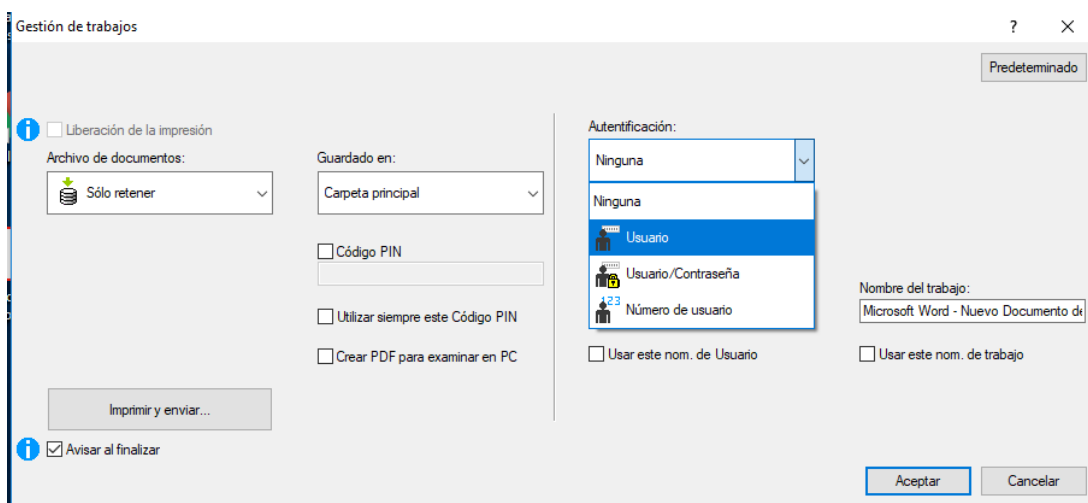 Gestión de trabajos
?
Predeterminado
Liberación de la impresión
Archivo de documentos:
Sólo retener
Guardado en:
Carpeta principal
Código PIN
Utilizar siempre este Código PIN
Crear PDF para examinar en PC
Imprimir y enviar...
Avisar al finalizar
Autentificación:
Ninguna
Ninguna
Usuario
Usuario/Contraseña
123
Número de usuario
Usar este nom. de Usuario
Nombre del trabajo:
Microsoft Word - Nuevo Documento de
Usar este nom. de trabajo
Aceptar
Cancelar